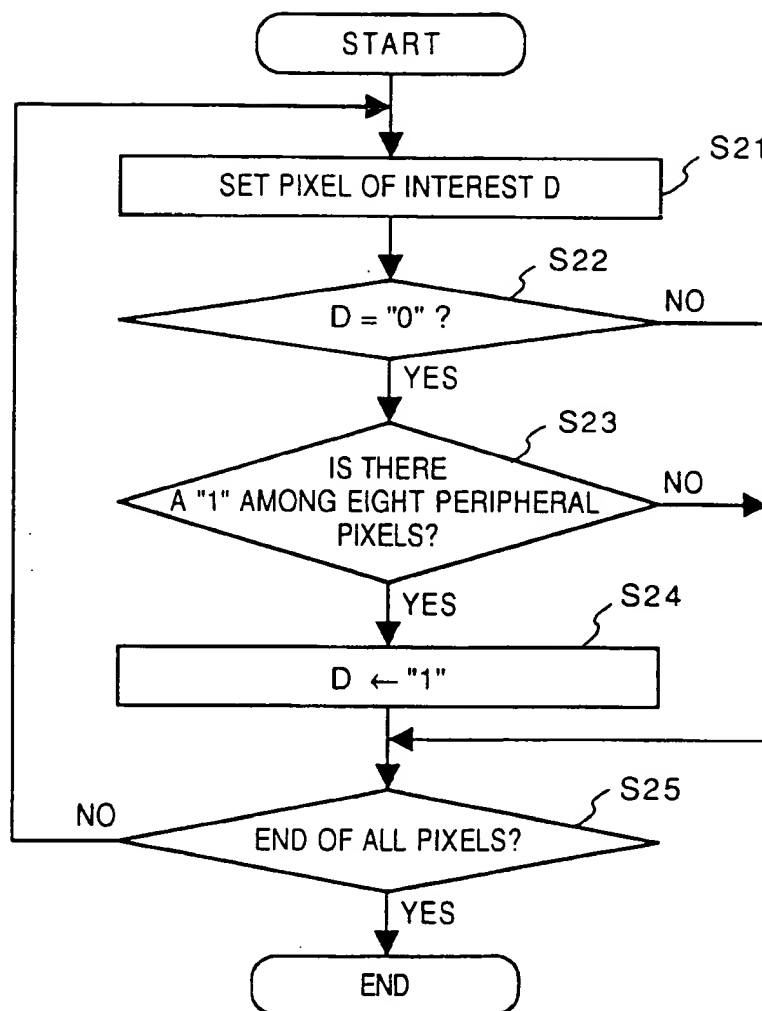 START
S21
SET PIXEL OF INTEREST D
S22
D = "0" ?
NO
YES
S23
IS THERE
A "1" AMONG EIGHT PERIPHERAL
PIXELS?
NO
YES
S24
D ← "1"
S25
NO
END OF ALL PIXELS?
YES
END